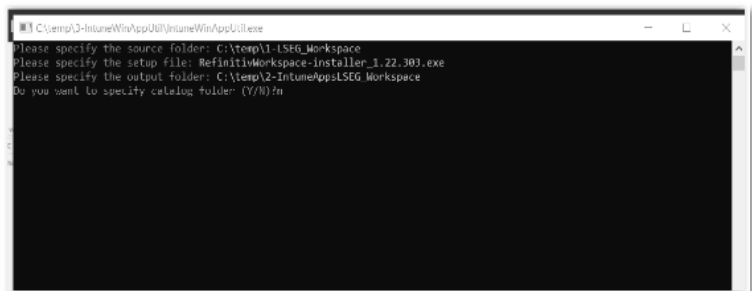 C:\temp\3-IntuneWinAppUtil\IntuneWinAppUtil.exe
Please specify the source folder: C:\temp\1-LSEG_Workspace
Please specify the setup file: RefinitivWorkspace-installer_1.22.303.exe
Please specify the output folder: C:\temp\2-IntuneAppsLSEG_Workspace
Do you want to specify catalog folder (Y/N)?n